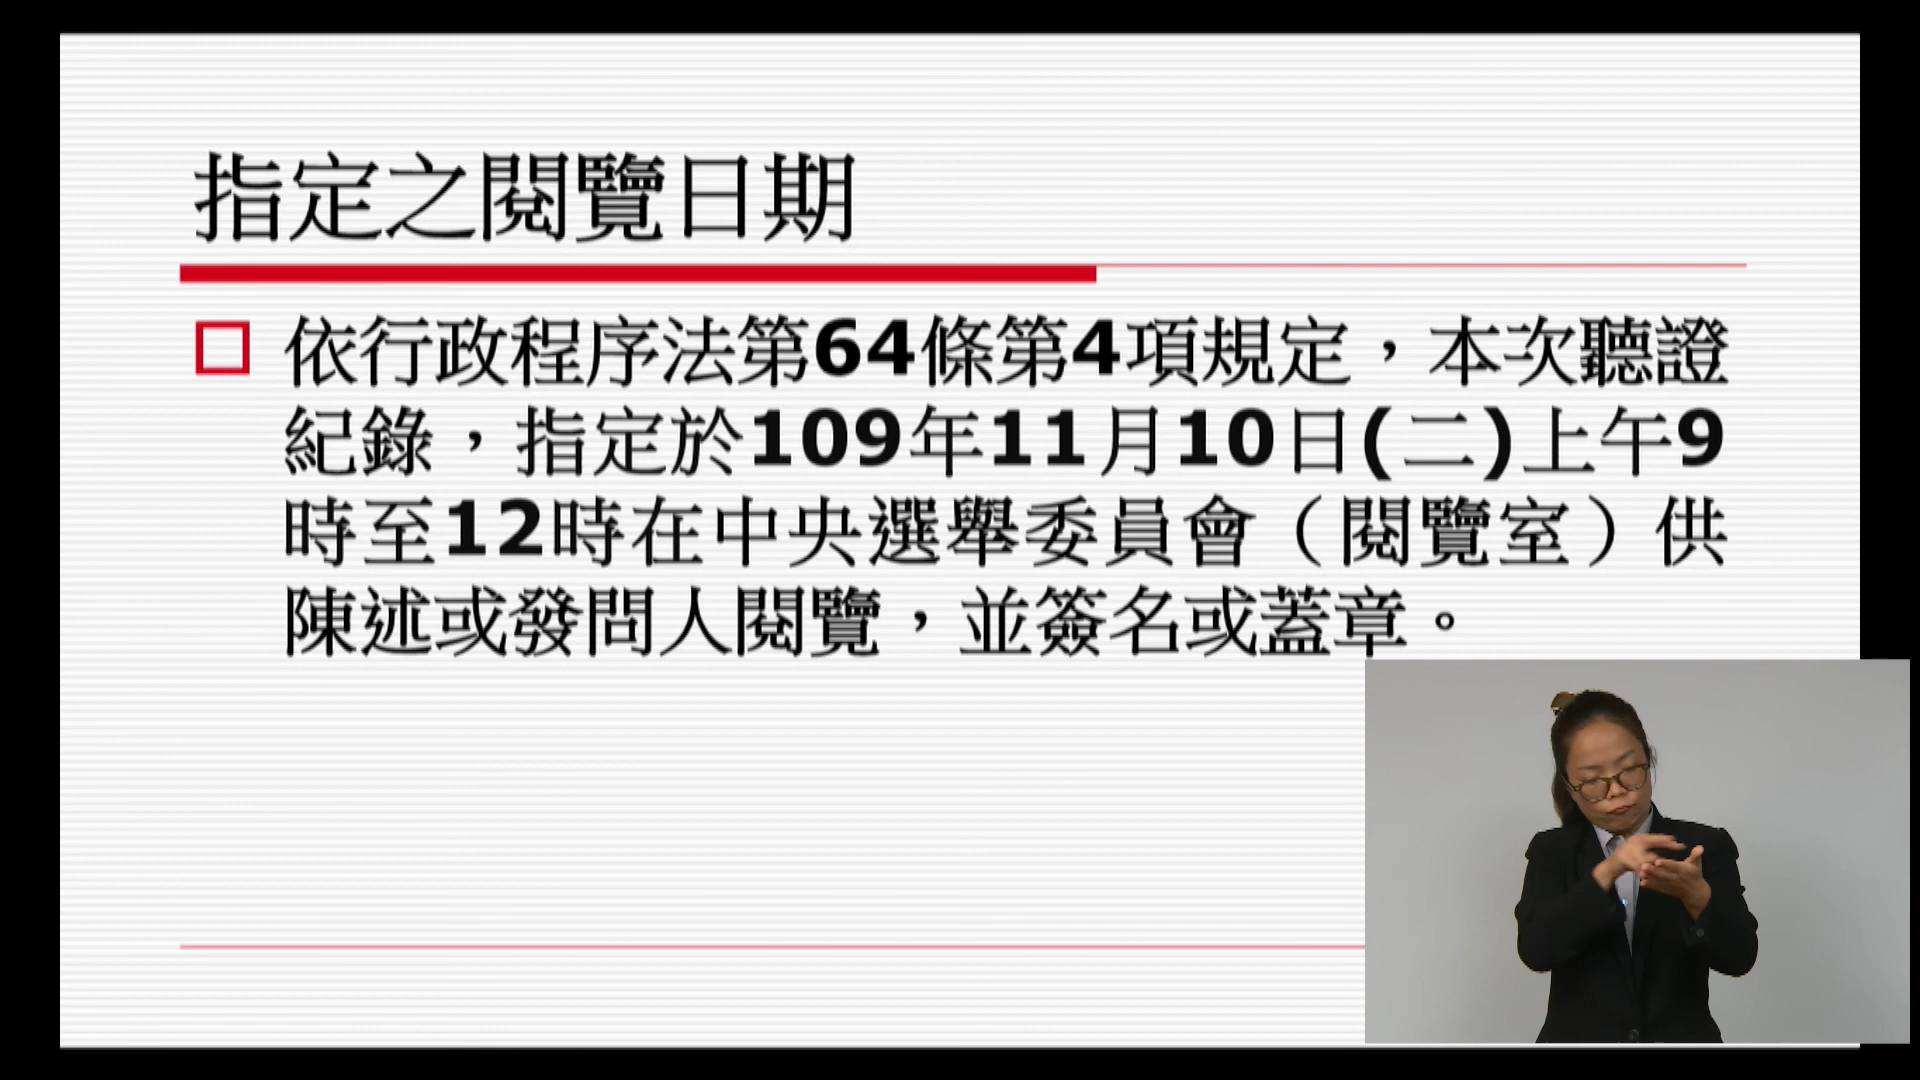 指定之閱覽日期
依行政程序法第64條第4項規定，本次聽證
紀錄，指定於109年11月10日(二)上午9
時至12時在中央選舉委員會（閱覽室）供
陳述或發問人閱覽，並簽名或蓋章。